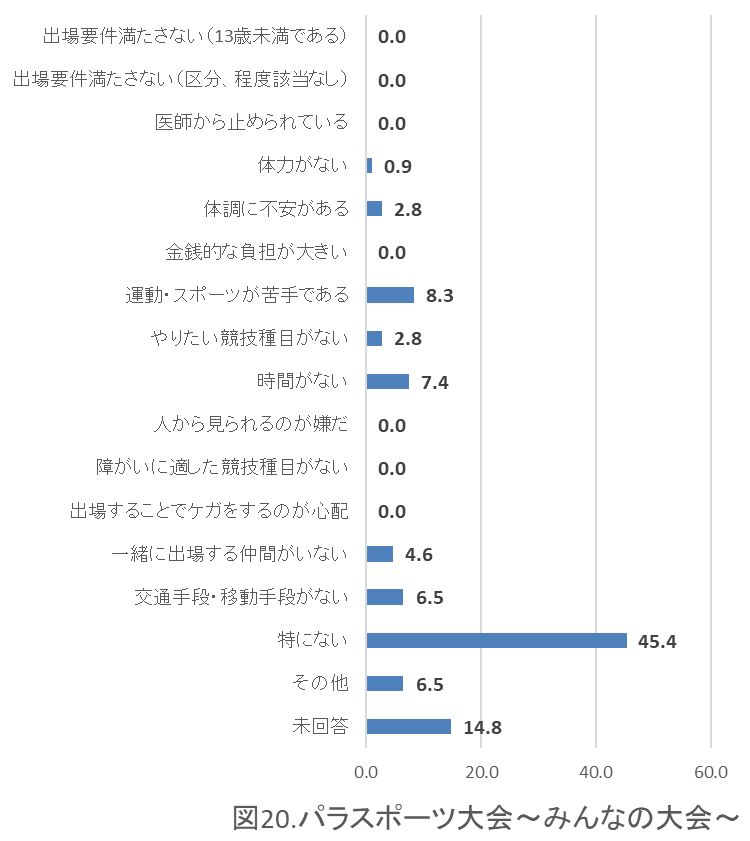 出場要件満たさない（13歳未満である） 0.0
出場要件満たさない（区分、程度該当なし） 0.0
医師から止められている 0.0
体力がない 0.9
体調に不安がある 2.8
金銭的な負担が大きい 0.0
運動・スポーツが苦手である 8.3
やりたい競技種目がない 2.8
時間がない 7.4
人から見られるのが嫌だ 0.0
障がいに適した競技種目がない 0.0
出場することでケガをするのが心配 0.0
一緒に出場する仲間がいない 4.6
交通手段・移動手段がない 6.5
特にない 45.4
その他 6.5
未回答 14.8
0.0 20.0 40.0 60.0
図20.パラスポーツ大会～みんなの大会～